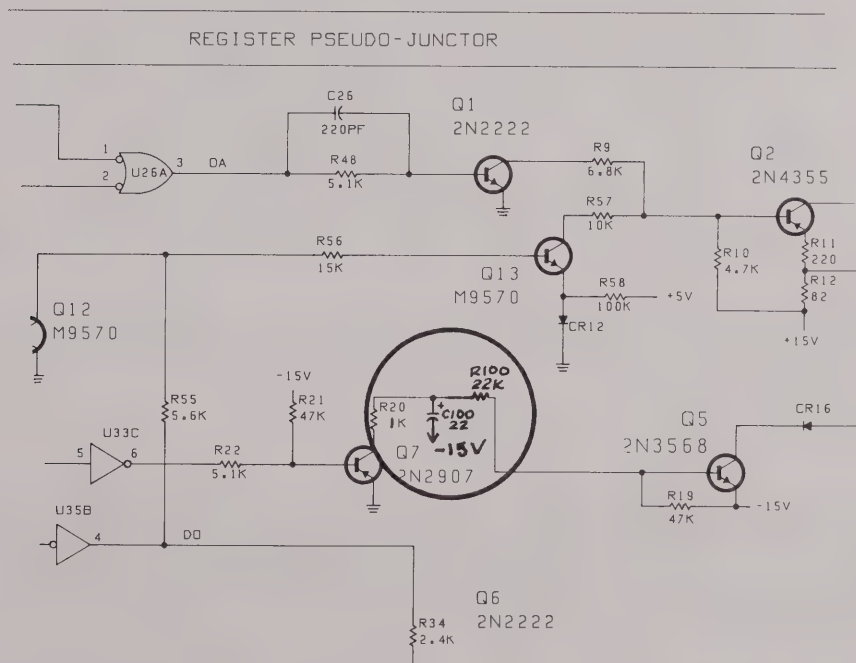 REGISTER PSEUDO-JUNCTOR
C26
220PF
Q1
2N2222
1
2
U26A
3
DA
R48
5.1K
R9
6.8K
Q2
2N4355
R57
10K
R56
15K
Q13
M9570
R10
4.7K
R11
220
R12
82
+15V
R58
100K
+5V
CR12
Q12
M9570
R55
5.6K
-15V
R21
47K
R20
1K
+
C100
22
-15V
R100
22K
Q7
2N2907
U33C
5
6
R22
5.1K
Q5
2N3568
CR16
R19
47K
-15V
U35B
4
DO
Q6
2N2222
R34
2.4K